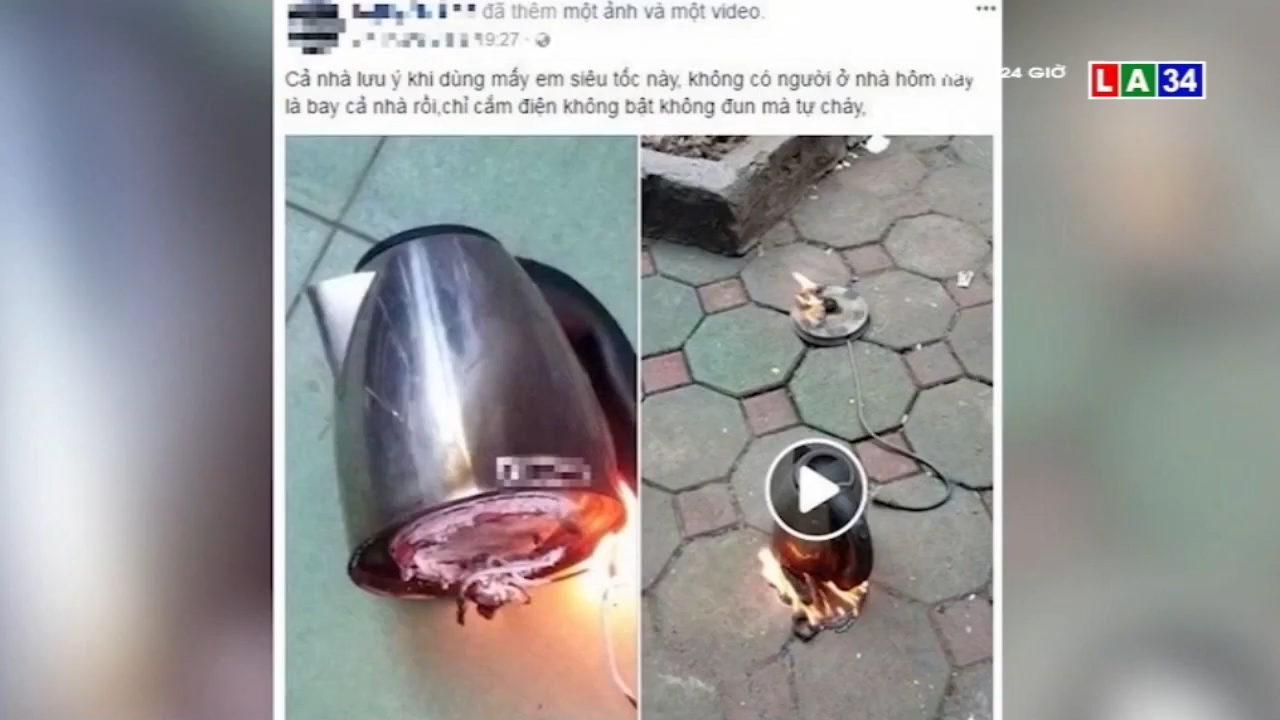 đã thêm một ảnh và một video.
19:27
Cả nhà lưu ý khi dùng mấy em siêu tốc này, không có người ở nhà hôm nay
là bay cả nhà rồi,chỉ cắm điện không bật không đun mà tự cháy,
24 GIỜ
LA34